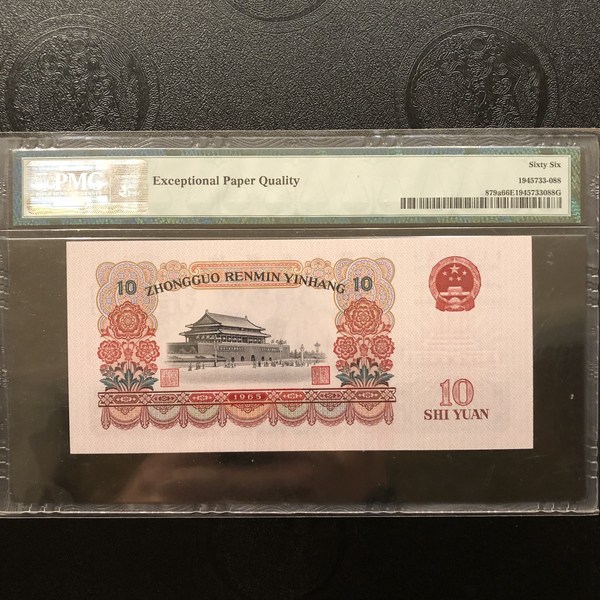 PMG
Exceptional Paper Quality
Sixty Six
1945733-088
879a66E1945733088G
10 ZHONGGUO RENMIN YINHANG 10
1965
10
SHI YUAN